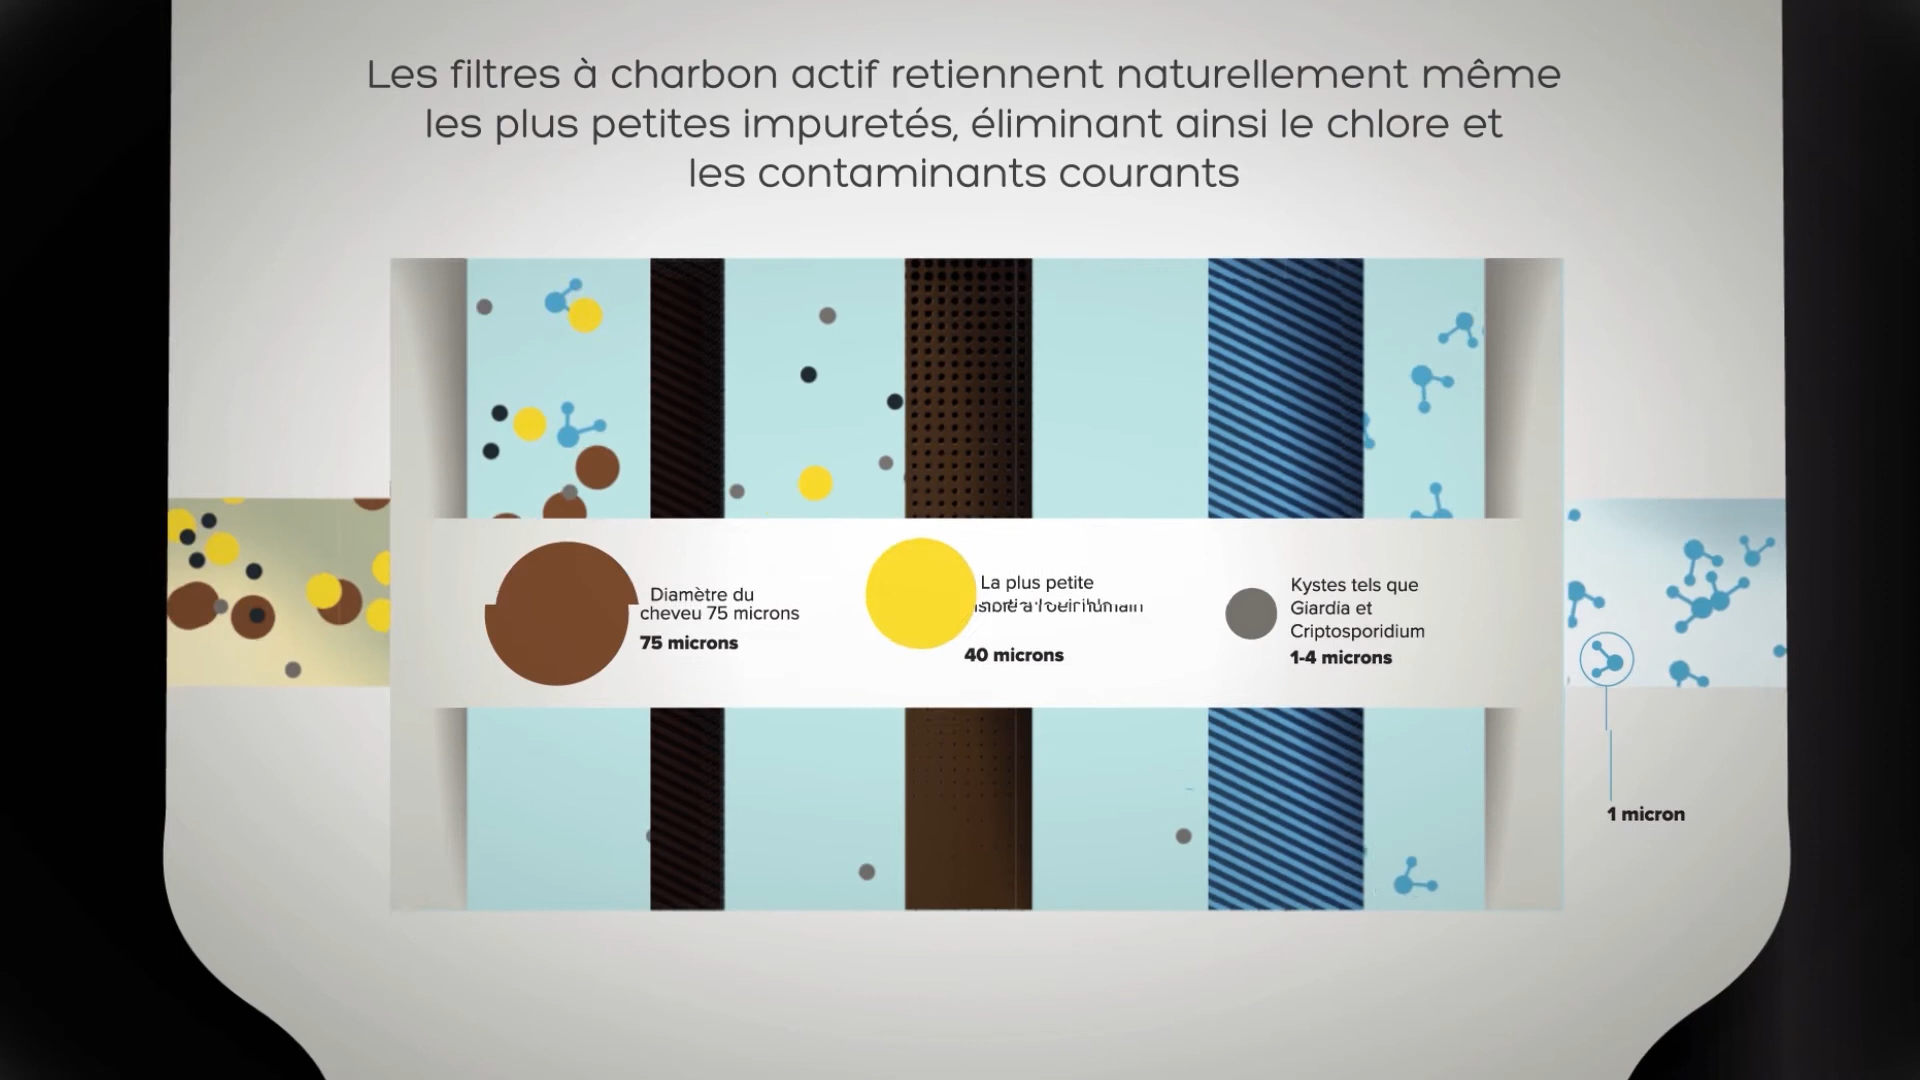 Les filtres à charbon actif retiennent naturellement même
les plus petites impuretés, éliminant ainsi le chlore et
les contaminants courants
Diamètre du
cheveu 75 microns
75 microns
La plus petite
40 microns
Kystes tels que
Giardia et
Criptosporidium
1-4 microns
1 micron